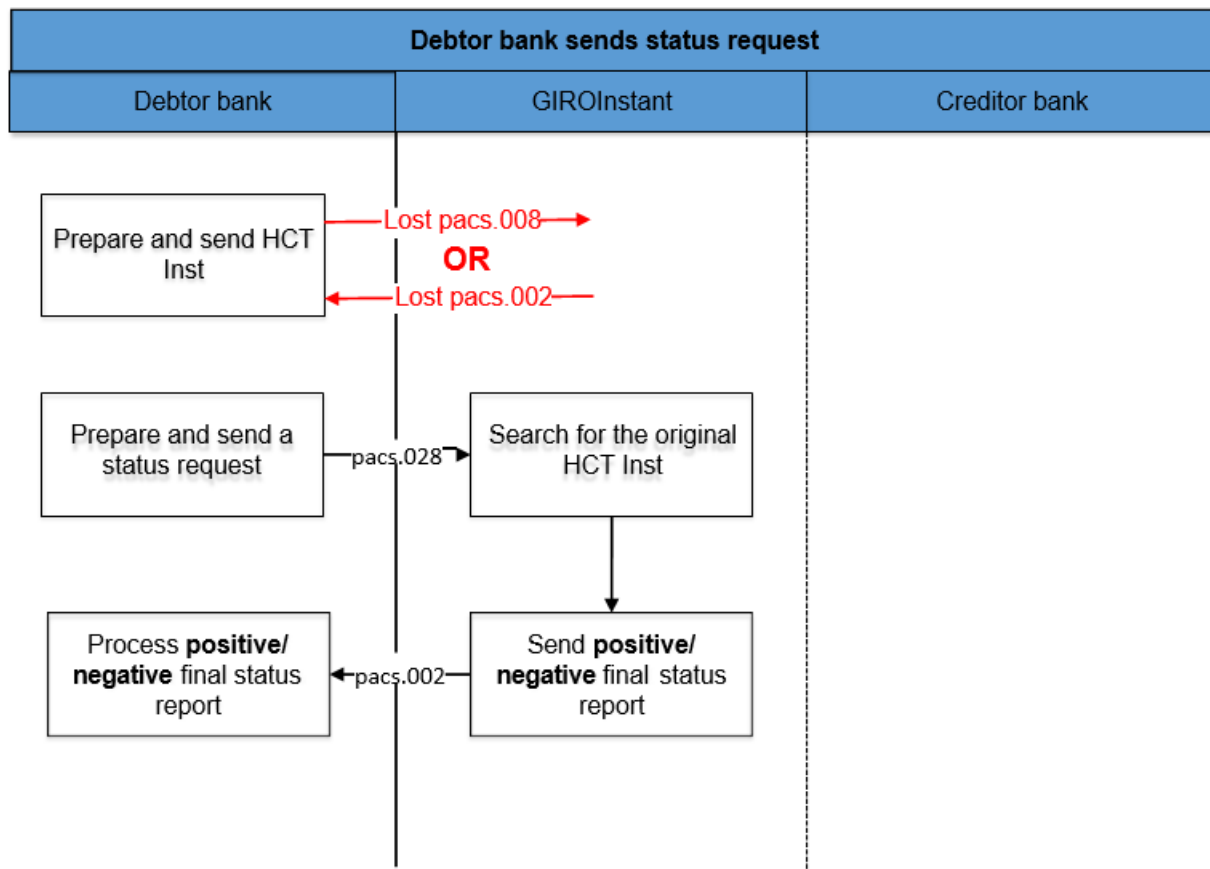 Debtor bank sends status request
Debtor bank
GIROInstant
Creditor bank
Prepare and send HCT
Inst
Lost pacs.008
OR
Lost pacs.002
Prepare and send a
status request
pacs.028
Search for the original
HCT Inst
Process positive/
negative final status
report
pacs.002
Send positive/
negative final status
report